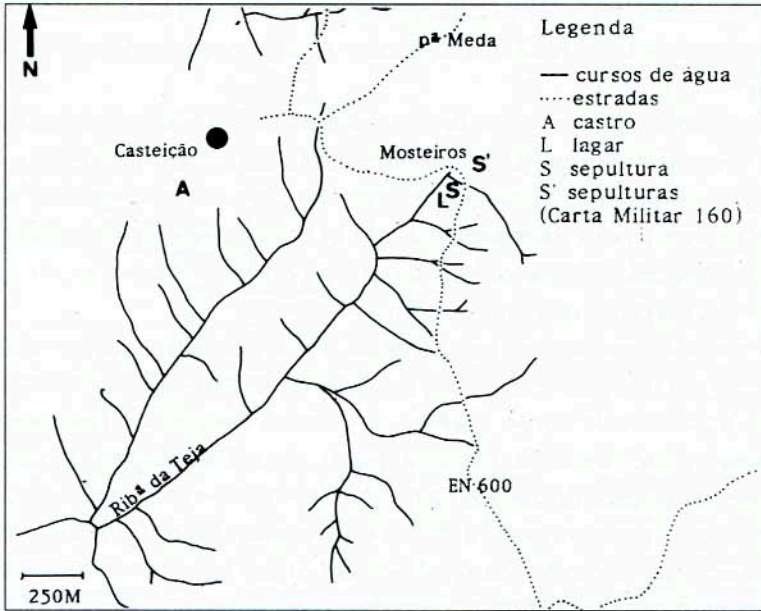 N
pª Meda
Casteição
A
Mosteiros
S'
S
L
Ribª da Teja
EN 600
250M
Legenda
cursos de água
estradas
A castro
L lagar
S sepultura
S' sepulturas
(Carta Militar 160)